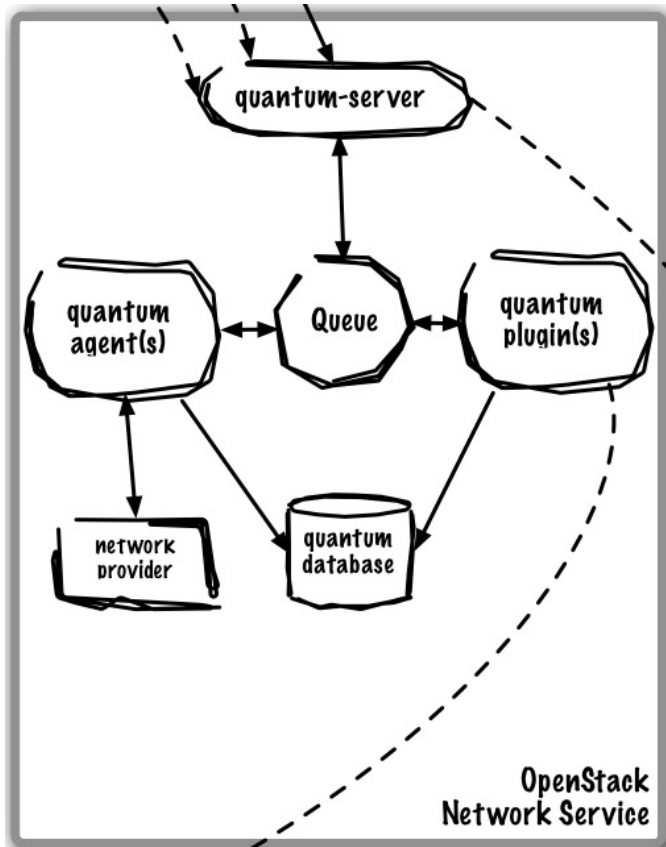 quantum-server
quantum
agent(s)
Queue
quantum
plugin(s)
network
provider
quantum
database
OpenStack
Network Service